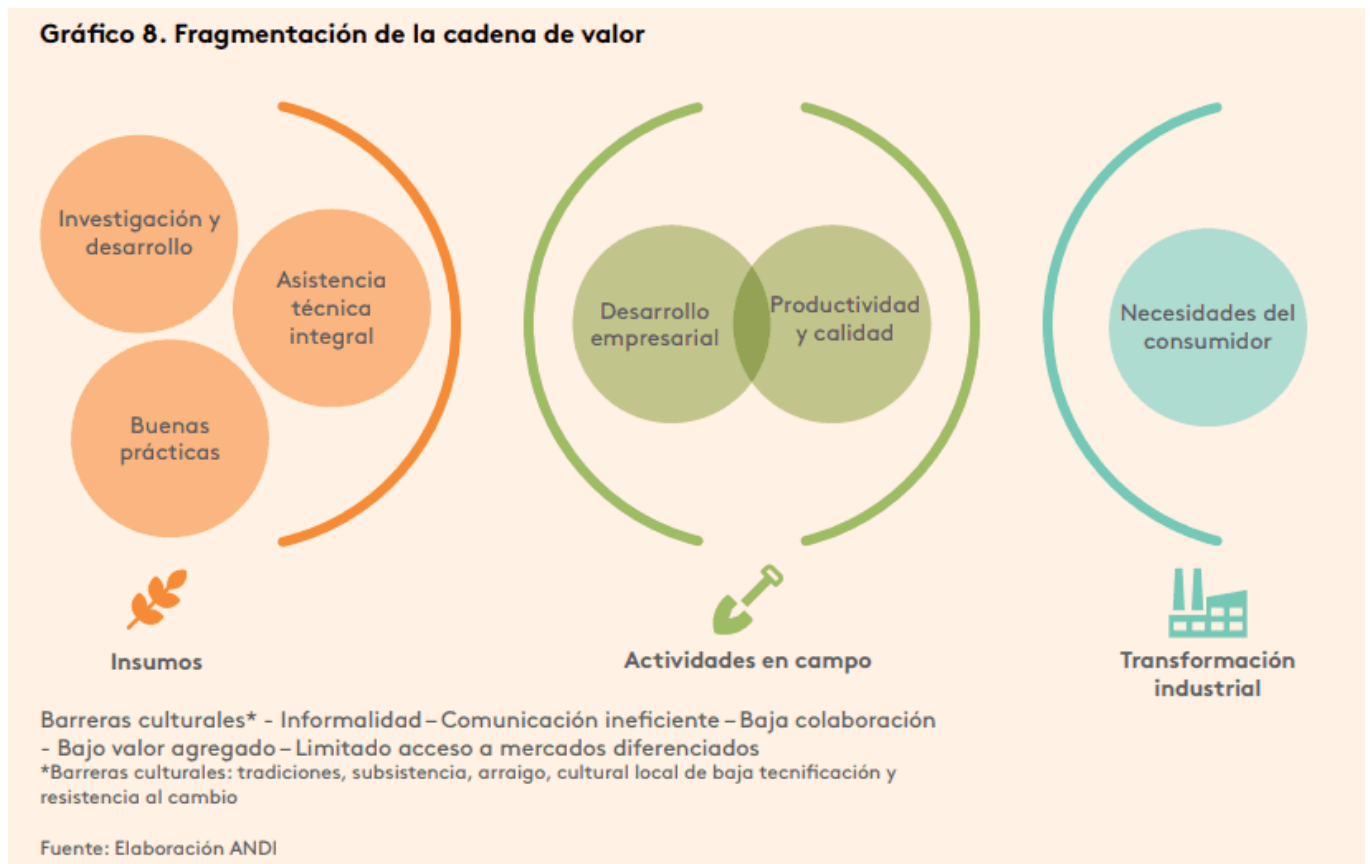 Gráfico 8. Fragmentación de la cadena de valor
Investigación y
desarrollo
Asistencia
técnica
integral
Buenas
prácticas
Desarrollo
empresarial
Productividad
y calidad
Necesidades del
consumidor
Insumos
Actividades en campo
Transformación
industrial
Barreras culturales* - Informalidad – Comunicación ineficiente – Baja colaboración
- Bajo valor agregado – Limitado acceso a mercados diferenciados
*Barreras culturales: tradiciones, subsistencia, arraigo, cultural local de baja tecnificación y
resistencia al cambio
Fuente: Elaboración ANDI